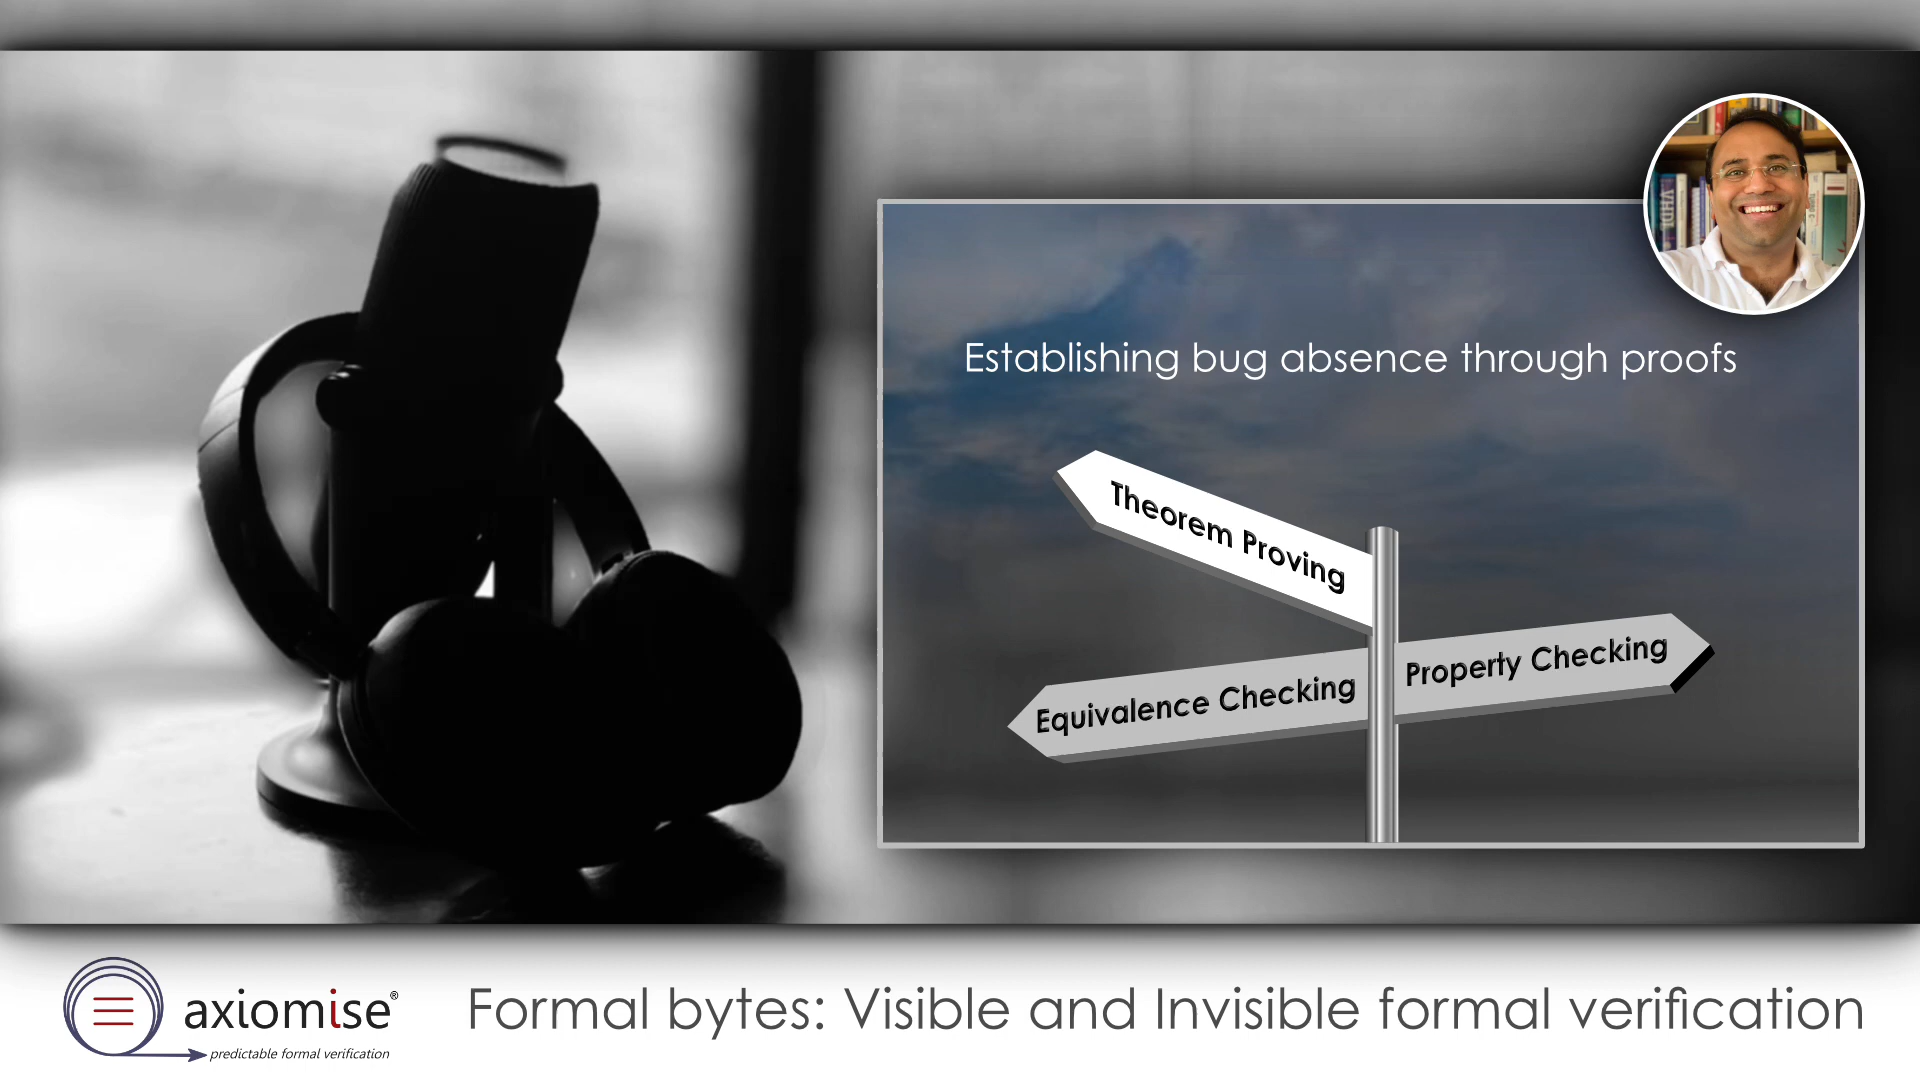 Establishing bug absence through proofs
Theorem Proving
Equivalence Checking
Property Checking
axiomise®
predictable formal verification
Formal bytes: Visible and Invisible formal verification